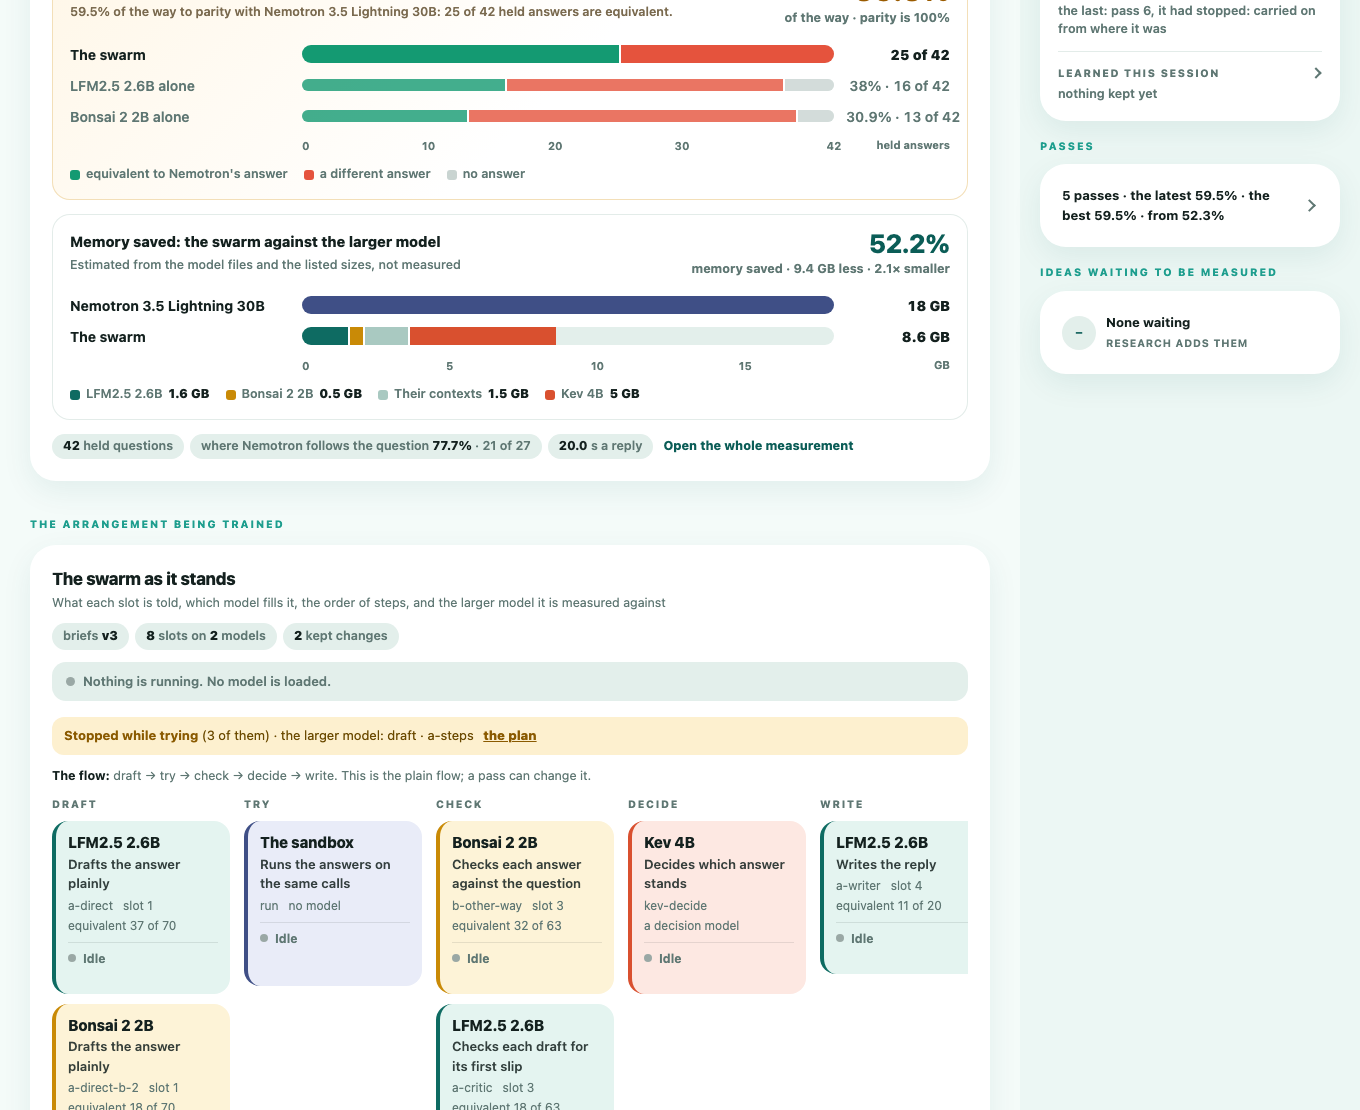 59.5% of the way to parity with Nemotron 3.5 Lightning 30B: 25 of 42 held answers are equivalent.
of the way · parity is 100%
The swarm
25 of 42
LFM2.5 2.6B alone
38% · 16 of 42
Bonsai 2 2B alone
30.9% · 13 of 42
0 10 20 30 42 held answers
equivalent to Nemotron's answer a different answer no answer
Memory saved: the swarm against the larger model
52.2%
Estimated from the model files and the listed sizes, not measured
memory saved · 9.4 GB less · 2.1× smaller
Nemotron 3.5 Lightning 30B
18 GB
The swarm
8.6 GB
0 5 10 15 GB
LFM2.5 2.6B 1.6 GB Bonsai 2 2B 0.5 GB Their contexts 1.5 GB Kev 4B 5 GB
42 held questions where Nemotron follows the question 77.7% · 21 of 27 20.0 s a reply Open the whole measurement
THE ARRANGEMENT BEING TRAINED
The swarm as it stands
What each slot is told, which model fills it, the order of steps, and the larger model it is measured against
briefs v3 8 slots on 2 models 2 kept changes
Nothing is running. No model is loaded.
Stopped while trying (3 of them) · the larger model: draft · a-steps the plan
The flow: draft → try → check → decide → write. This is the plain flow; a pass can change it.
DRAFT
LFM2.5 2.6B
Drafts the answer
plainly
a-direct slot 1
equivalent 37 of 70
Idle
Bonsai 2 2B
Drafts the answer
plainly
a-direct-b-2 slot 1
equivalent 18 of 70
TRY
The sandbox
Runs the answers on
the same calls
run no model
Idle
CHECK
Bonsai 2 2B
Checks each answer
against the question
b-other-way slot 3
equivalent 32 of 63
Idle
LFM2.5 2.6B
Checks each draft for
its first slip
a-critic slot 3
equivalent 18 of 63
DECIDE
Kev 4B
Decides which answer
stands
kev-decide
a decision model
Idle
WRITE
LFM2.5 2.6B
Writes the reply
a-writer slot 4
equivalent 11 of 20
Idle
the last: pass 6, it had stopped: carried on
from where it was
LEARNED THIS SESSION
nothing kept yet
PASSES
5 passes · the latest 59.5% · the
best 59.5% · from 52.3%
IDEAS WAITING TO BE MEASURED
–
None waiting
RESEARCH ADDS THEM